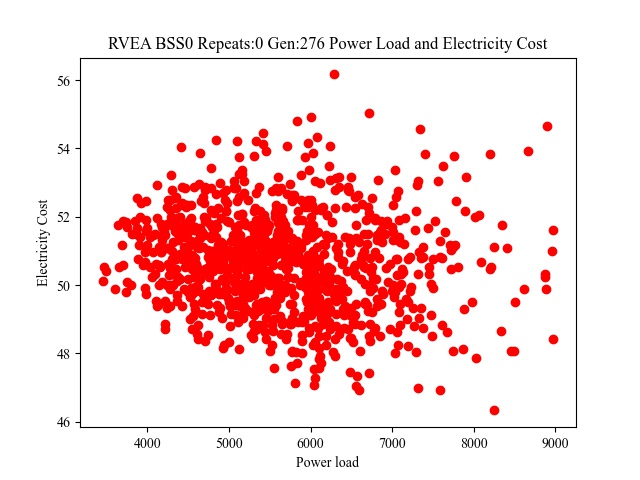 RVEA BSS0 Repeats:0 Gen:276 Power Load and Electricity Cost
56
54
52
50
48
46
Electricity Cost
4000 5000 6000 7000 8000 9000
Power load